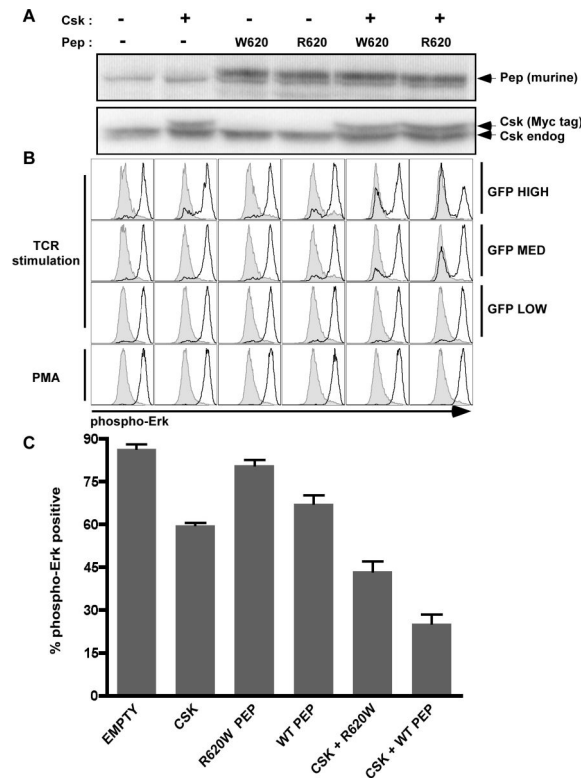 A
Csk : - + - - + +
Pep : - - W620 R620 W620 R620
Pep (murine)
Csk (Myc tag)
Csk endog
B
GFP HIGH
TCR
stimulation
GFP MED
GFP LOW
PMA
phospho-Erk
C
% phospho-Erk positive
90
75
60
45
30
15
0
EMPTY
CSK
R620W PEP
WT PEP
CSK + R620W
CSK + WT PEP